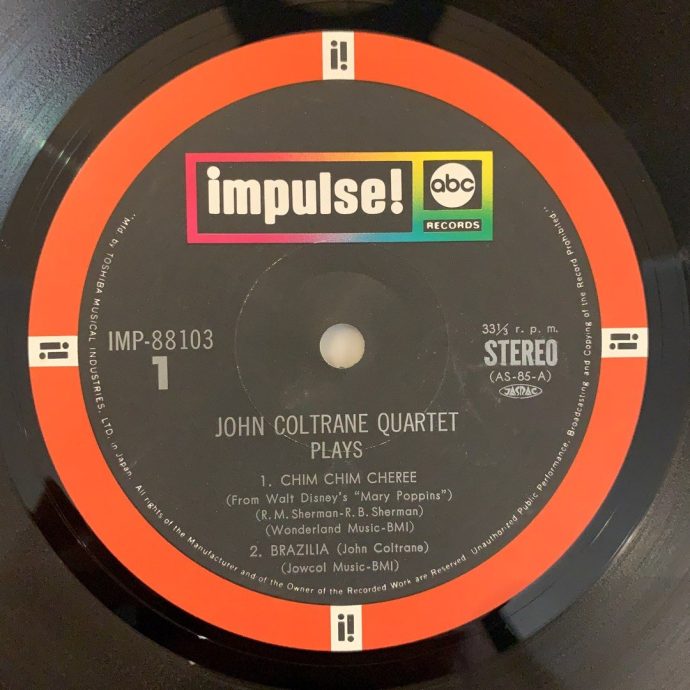 i!
impulse!
abc
RECORDS
i!
i!
IMP-88103
1
33⅓ r. p. m.
STEREO
(AS-85-A)
JASRAC
JOHN COLTRANE QUARTET
PLAYS
1. CHIM CHIM CHEREE
(From Walt Disney's "Mary Poppins")
(R. M. Sherman-R. B. Sherman)
(Wonderland Music-BMI)
2. BRAZILIA (John Coltrane)
(Jowcol Music-BMI)
"Mfd. by TOSHIBA MUSICAL INDUSTRIES, LTD. in Japan. All rights of the Manufacturer and of the Owner of the Recorded Work are Reserved. Unauthorized Public Performance, Broadcasting and Copying of the Record Prohibited."
i!